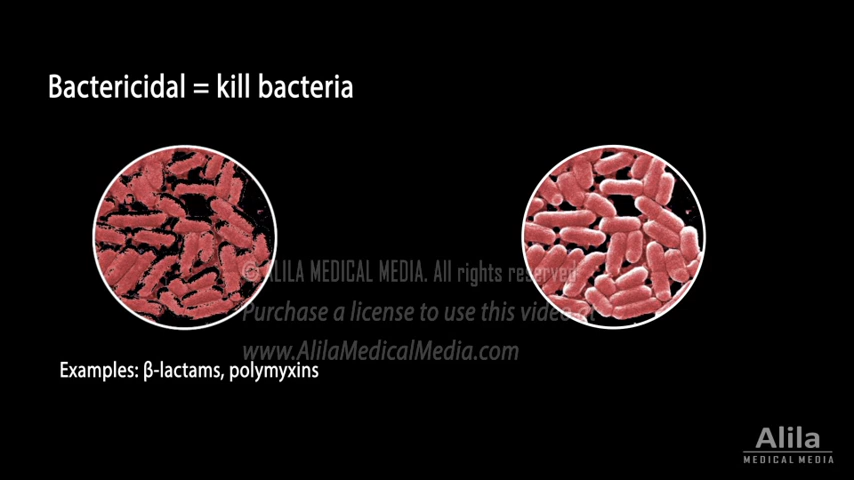 Bactericidal = kill bacteria
© ALILA MEDICAL MEDIA. All rights reserved
Purchase a license to use this video at
www.AlilaMedicalMedia.com
Examples: β-lactams, polymyxins
Alila
MEDICAL MEDIA